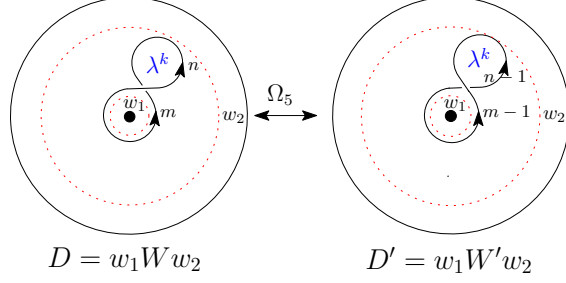 λ^k n
w_1 w_2
m
Ω_5
λ^k
n − 1
w_1 w_2
m − 1
D = w_1Ww_2
D′ = w_1W′w_2